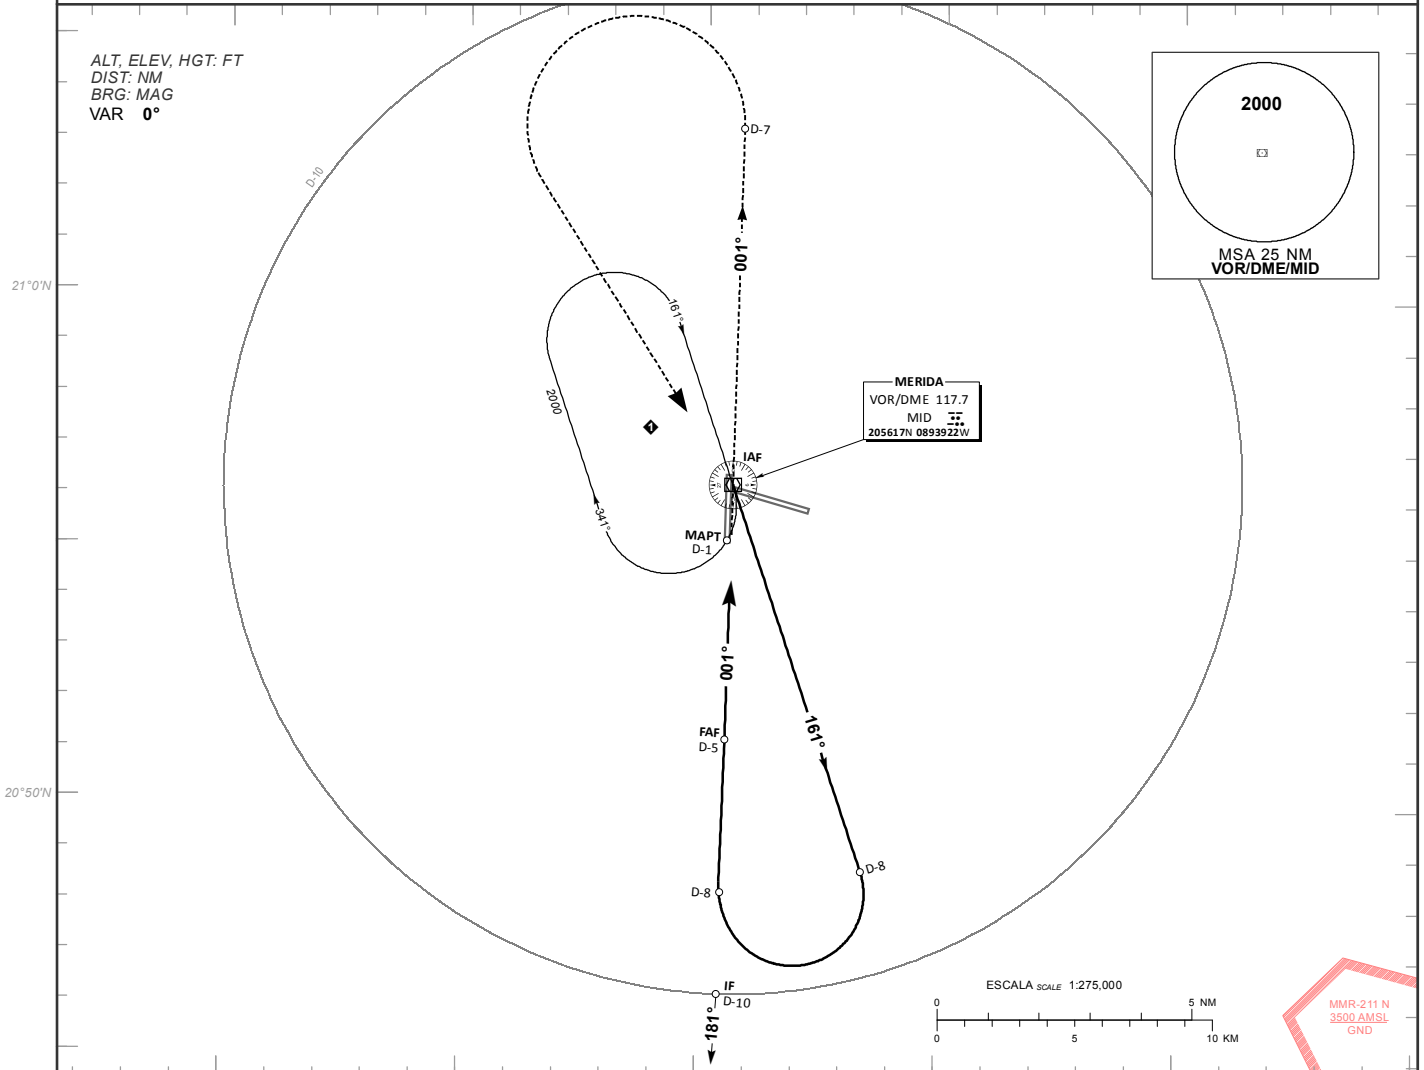 ALT, ELEV, HGT: FT
DIST: NM
BRG: MAG
VAR 0°
2000
MSA 25 NM
VOR/DME/MID
D-10
D-7
001°
21°0'N
161°
2000
1
MERIDA
VOR/DME 117.7
MID
205617N 0893922W
IAF
341°
MAPT
D-1
001°
FAF
D-5
161°
20°50'N
D-8
D-8
IF
D-10
181°
ESCALA SCALE 1:275,000
0 5 NM
0 5 10 KM
MMR-211 N
3500 AMSL
GND